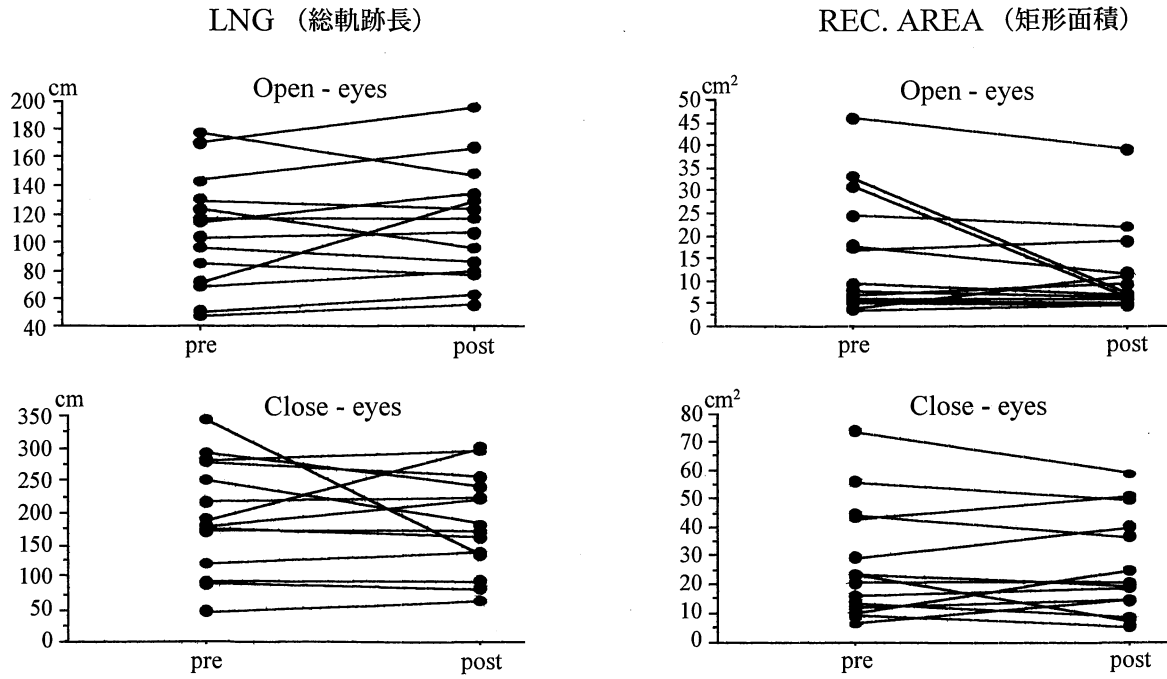 LNG （総軌跡長）
cm
Open - eyes
200
180
160
140
120
100
80
60
40
pre
post
REC. AREA （矩形面積）
cm²
Open - eyes
50
45
40
35
30
25
20
15
10
5
0
pre
post
cm
Close - eyes
350
300
250
200
150
100
50
0
pre
post
cm²
Close - eyes
80
70
60
50
40
30
20
10
0
pre
post